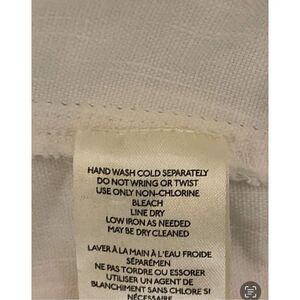 HAND WASH COLD SEPARATELY
DO NOT WRING OR TWIST
USE ONLY NON-CHLORINE
BLEACH
LINE DRY
LOW IRON AS NEEDED
MAY BE DRY CLEANED
LAVER À LA MAIN À L'EAU FROIDE
SÉPARÉMEN
NE PAS TORDRE OU ESSORER
UTILISER UN AGENT DE
BLANCHIMENT SANS CHLORE SI
NÉCESSAIRE